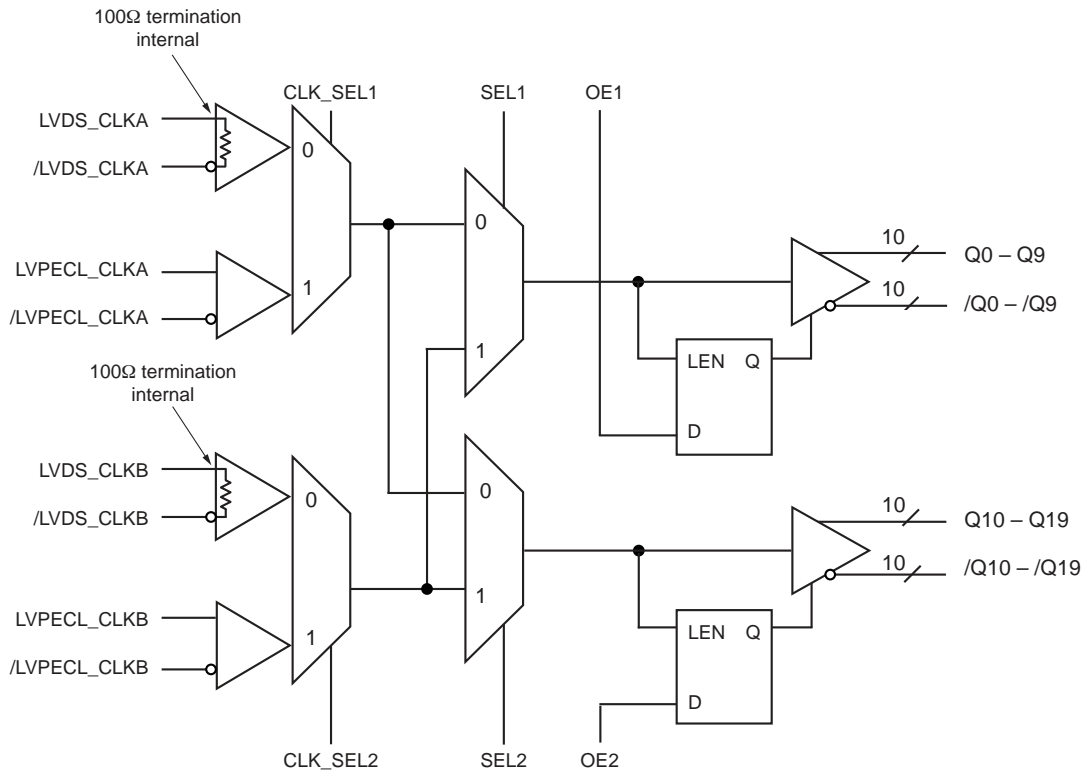 100Ω termination
internal
CLK_SEL1
SEL1
OE1
LVDS_CLKA
/LVDS_CLKA
0
LVPECL_CLKA
/LVPECL_CLKA
1
0
1
10
Q0 – Q9
10
/Q0 – /Q9
LEN Q
D
100Ω termination
internal
LVDS_CLKB
/LVDS_CLKB
0
LVPECL_CLKB
/LVPECL_CLKB
1
0
1
10
Q10 – Q19
10
/Q10 – /Q19
LEN Q
D
CLK_SEL2
SEL2
OE2